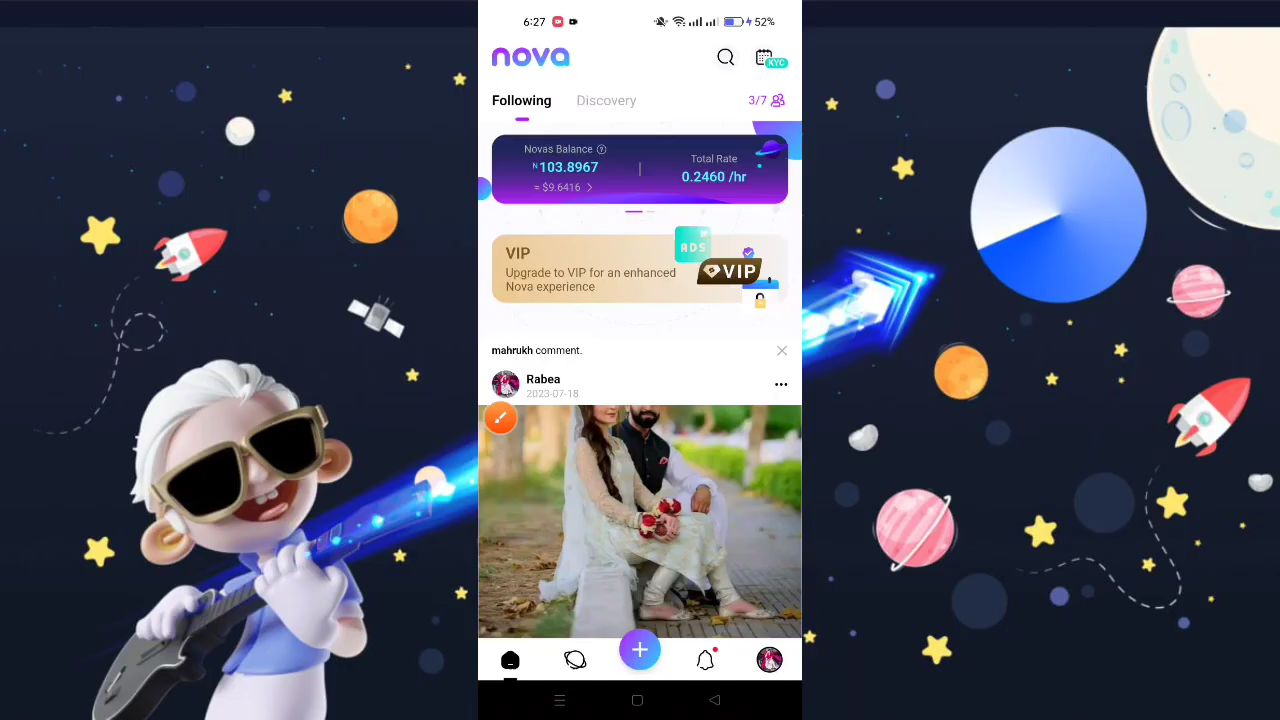 6:27
52%
nova
KYC
Following
Discovery
3/7
Novas Balance ?
N103.8967
≈ $9.6416
Total Rate
0.2460 /hr
ADS
VIP
VIP
Upgrade to VIP for an enhanced
Nova experience
mahrukh comment.
Rabea
2023-07-18